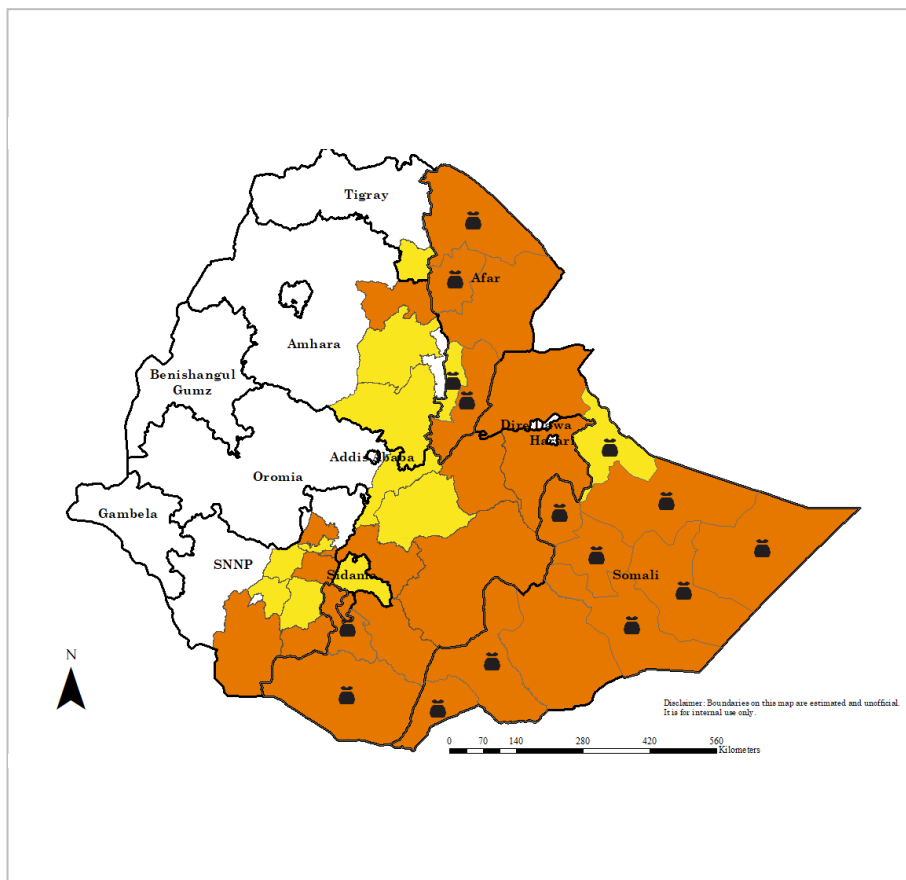 Tigray
Afar
Amhara
Benishangul
Gumz
Dire Dawa
Harari
Addis Ababa
Oromia
Gambela
SNNP
Sidama
Somali
N
Disclaimer: Boundaries on this map are estimated and unofficial.
It is for internal use only.
0 70 140 280 420 560
Kilometers